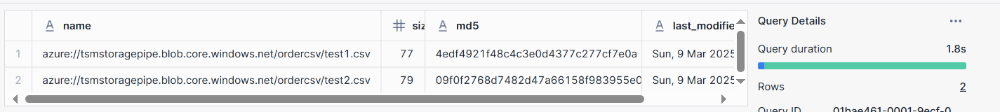 name siz md5 last_modifie
1 azure://tsmstoragepipe.blob.core.windows.net/ordercsv/test1.csv 77 4edf4921f48c4c3e0d4377c277cf7e0a Sun, 9 Mar 2025
2 azure://tsmstoragepipe.blob.core.windows.net/ordercsv/test2.csv 79 09f0f2768d7482d47a66158f983955e0 Sun, 9 Mar 2025
Query Details
Query duration 1.8s
Rows 2
Query ID 01bae461-0001-9ecf-0